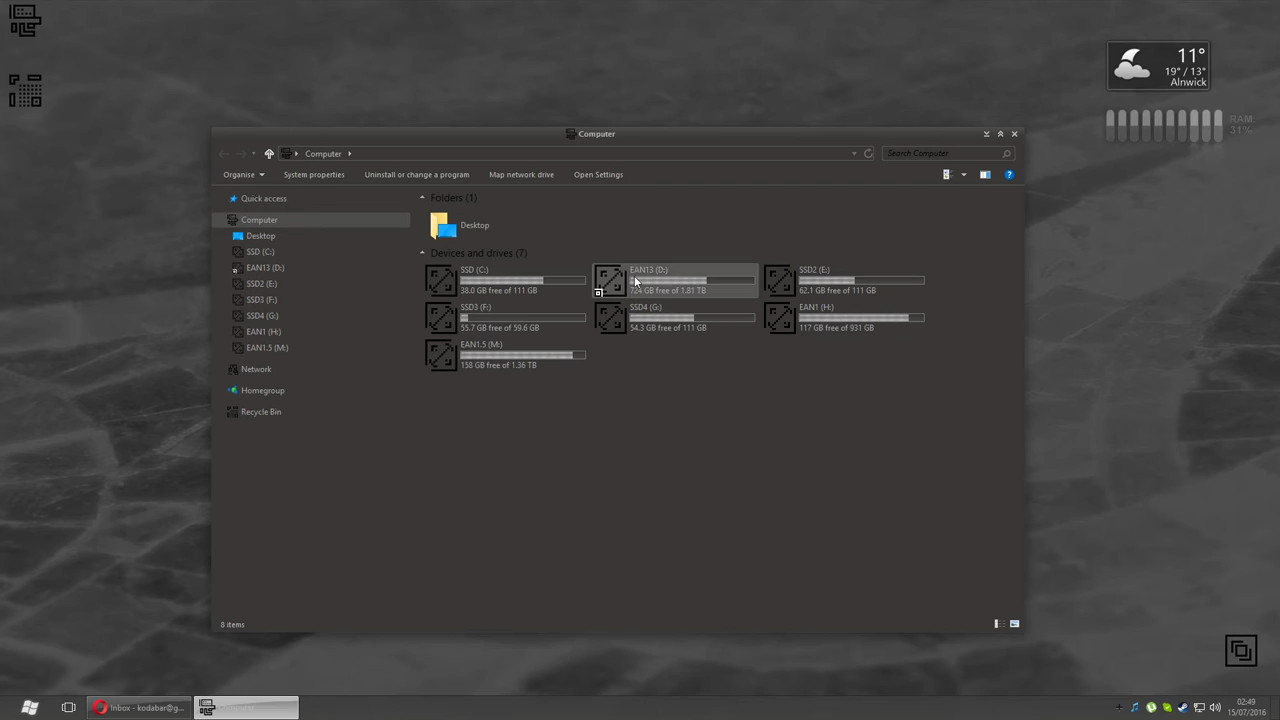 11°
19° / 13°
Alnwick
RAM
31%
Computer
Computer
Search Computer
Organise
System properties
Uninstall or change a program
Map network drive
Open Settings
Quick access
Computer
Desktop
SSD (C:)
EAN13 (D:)
SSD2 (E:)
SSD3 (F:)
SSD4 (G:)
EAN1 (H:)
EAN1.5 (M:)
Network
Homegroup
Recycle Bin
Folders (1)
Desktop
Devices and drives (7)
SSD (C:)
38.0 GB free of 111 GB
EAN13 (D:)
724 GB free of 1.81 TB
SSD2 (E:)
62.1 GB free of 111 GB
SSD3 (F:)
55.7 GB free of 59.6 GB
SSD4 (G:)
54.3 GB free of 111 GB
EAN1 (H:)
117 GB free of 931 GB
EAN1.5 (M:)
158 GB free of 1.36 TB
8 items
Inbox - kodabar@g...
02:49
15/07/2016